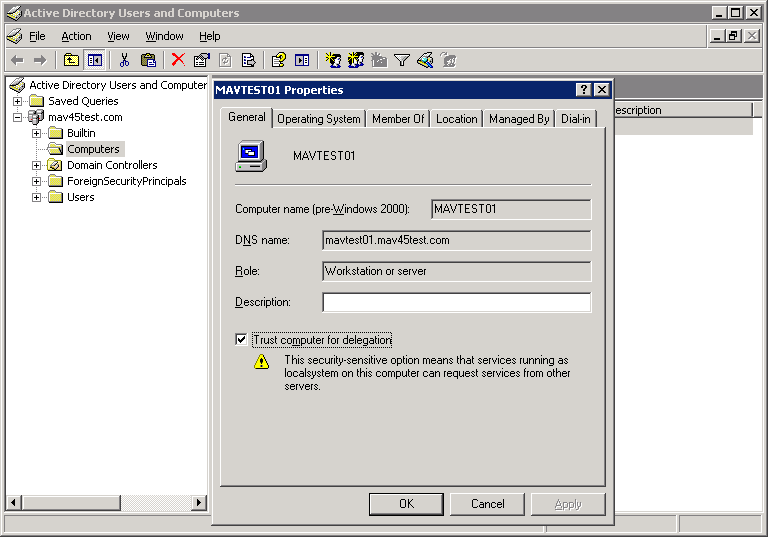 Active Directory Users and Computers
File Action View Window Help
Active Directory Users and Computer
Saved Queries
mav45test.com
Builtin
Computers
Domain Controllers
ForeignSecurityPrincipals
Users
escription
MAVTEST01 Properties
General Operating System Member Of Location Managed By Dial-in
MAVTEST01
Computer name (pre-Windows 2000): MAVTEST01
DNS name: mavtest01.mav45test.com
Role: Workstation or server
Description:
Trust computer for delegation
This security-sensitive option means that services running as
localsystem on this computer can request services from other
servers.
OK Cancel Apply